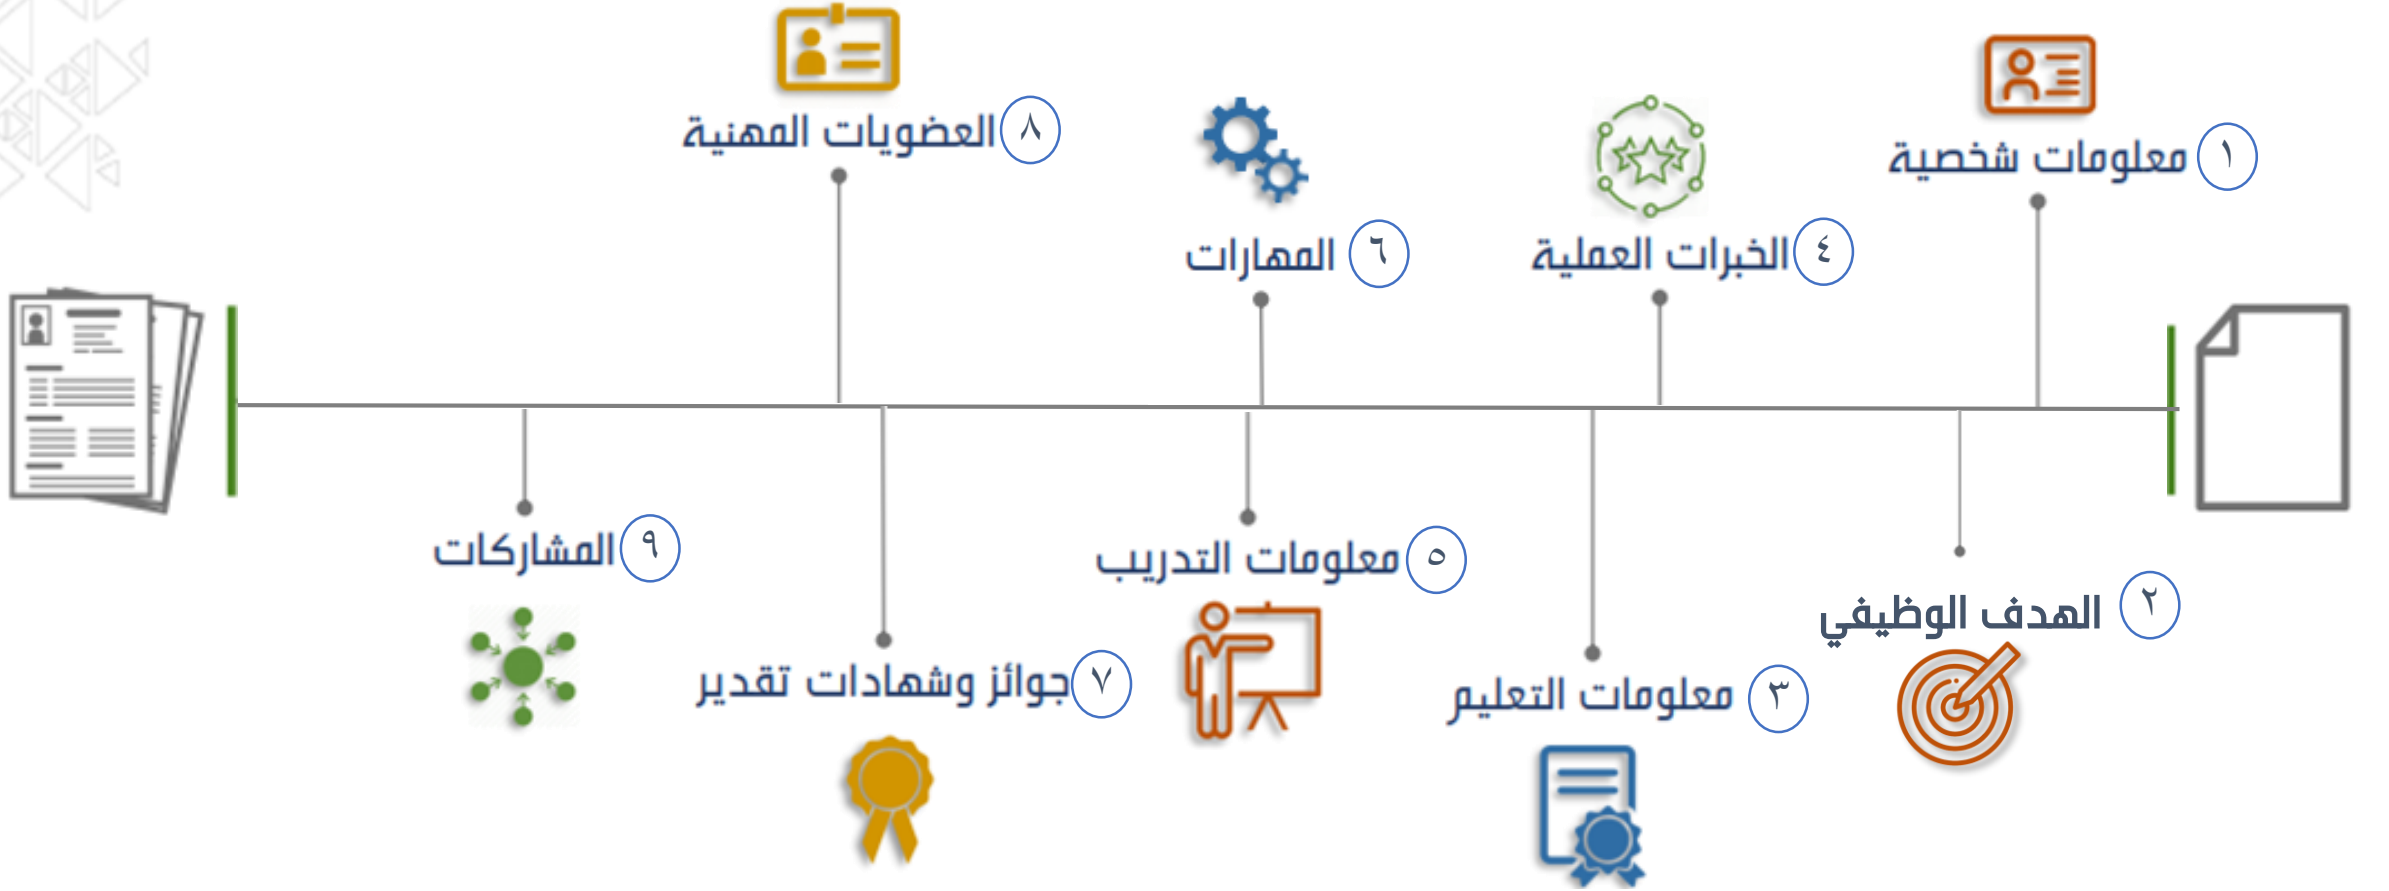 ١ معلومات شخصية
٢ الهدف الوظيفي
٣ معلومات التعليم
٤ الخبرات العملية
٥ معلومات التدريب
٦ المهارات
٧ جوائز وشهادات تقدير
٨ العضويات المهنية
٩ المشاركات